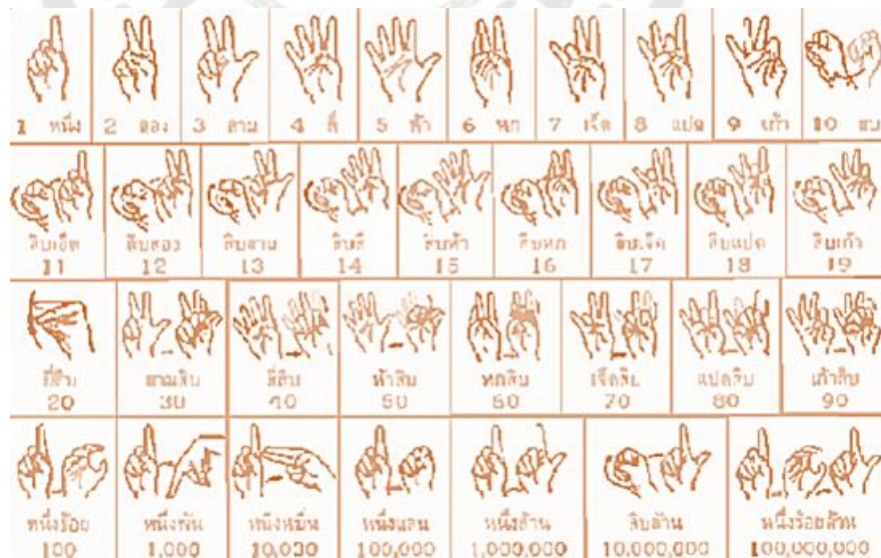 1 หนึ่ง 2 สอง 3 สาม 4 สี่ 5 ห้า 6 หก 7 เจ็ด 8 แปด 9 เก้า 10 สิบ
สิบเอ็ด สิบสอง สิบสาม สิบสี่ สิบห้า สิบหก สิบเจ็ด สิบแปด สิบเก้า
11 12 13 14 15 16 17 18 19
ยี่สิบ สามสิบ สี่สิบ ห้าสิบ หกสิบ เจ็ดสิบ แปดสิบ เก้าสิบ
20 30 40 50 60 70 80 90
หนึ่งร้อย หนึ่งพัน หนึ่งหมื่น หนึ่งแสน หนึ่งล้าน สิบล้าน หนึ่งร้อยล้าน
100 1,000 10,000 100,000 1,000,000 10,000,000 100,000,000